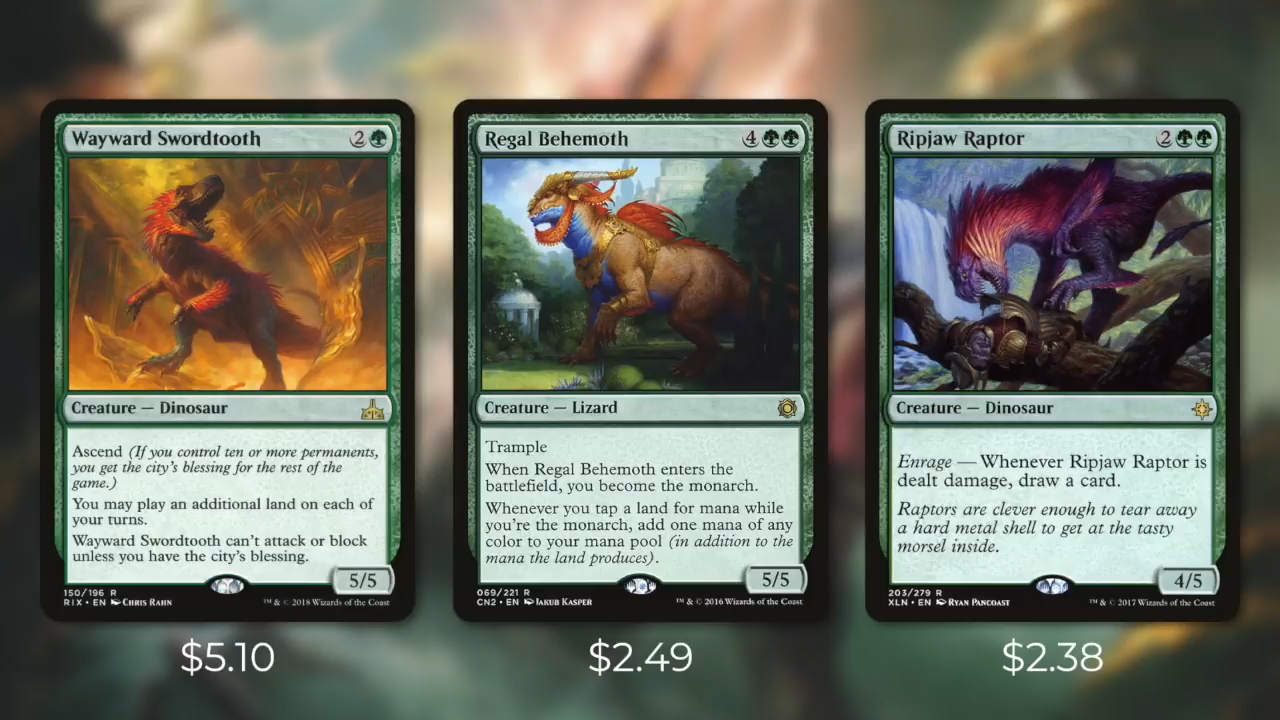 Wayward Swordtooth 2
Creature — Dinosaur
Ascend (If you control ten or more permanents,
you get the city's blessing for the rest of the
game.)
You may play an additional land on each of
your turns.
Wayward Swordtooth can't attack or block
unless you have the city's blessing.
5/5
150/196 R
RIX • EN Chris Rahn
™ & © 2018 Wizards of the Coast
$5.10
Regal Behemoth 4
Creature — Lizard
Trample
When Regal Behemoth enters the
battlefield, you become the monarch.
Whenever you tap a land for mana while
you're the monarch, add one mana of any
color to your mana pool (in addition to the
mana the land produces).
5/5
069/221 R
CN2 • EN Jakub Kasper
™ & © 2016 Wizards of the Coast
$2.49
Ripjaw Raptor 2
Creature — Dinosaur
Enrage — Whenever Ripjaw Raptor is
dealt damage, draw a card.
Raptors are clever enough to tear away
a hard metal shell to get at the tasty
morsel inside.
4/5
203/279 R
XLN • EN Ryan Pancoast
™ & © 2017 Wizards of the Coast
$2.38